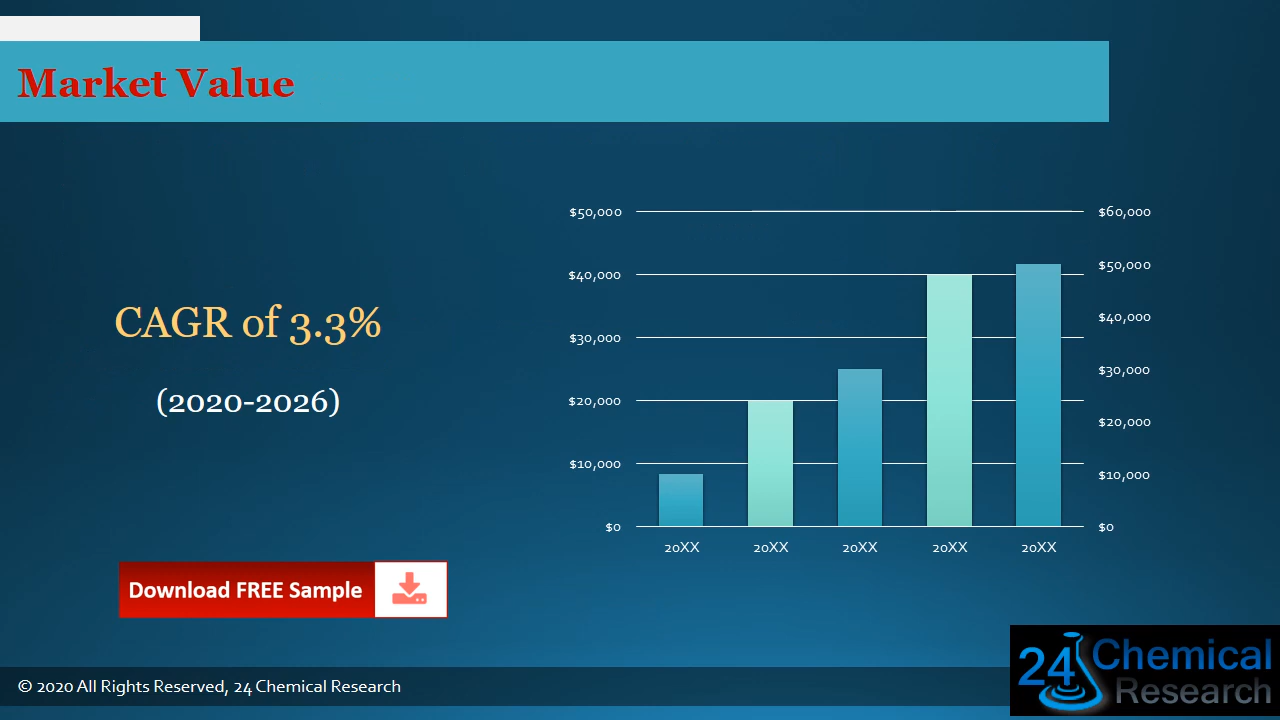 Market Value
CAGR of 3.3%
(2020-2026)
Download FREE Sample
$50,000
$40,000
$30,000
$20,000
$10,000
$0
$60,000
$50,000
$40,000
$30,000
$20,000
$10,000
$0
20XX 20XX 20XX 20XX 20XX
© 2020 All Rights Reserved, 24 Chemical Research
24 Chemical
Research